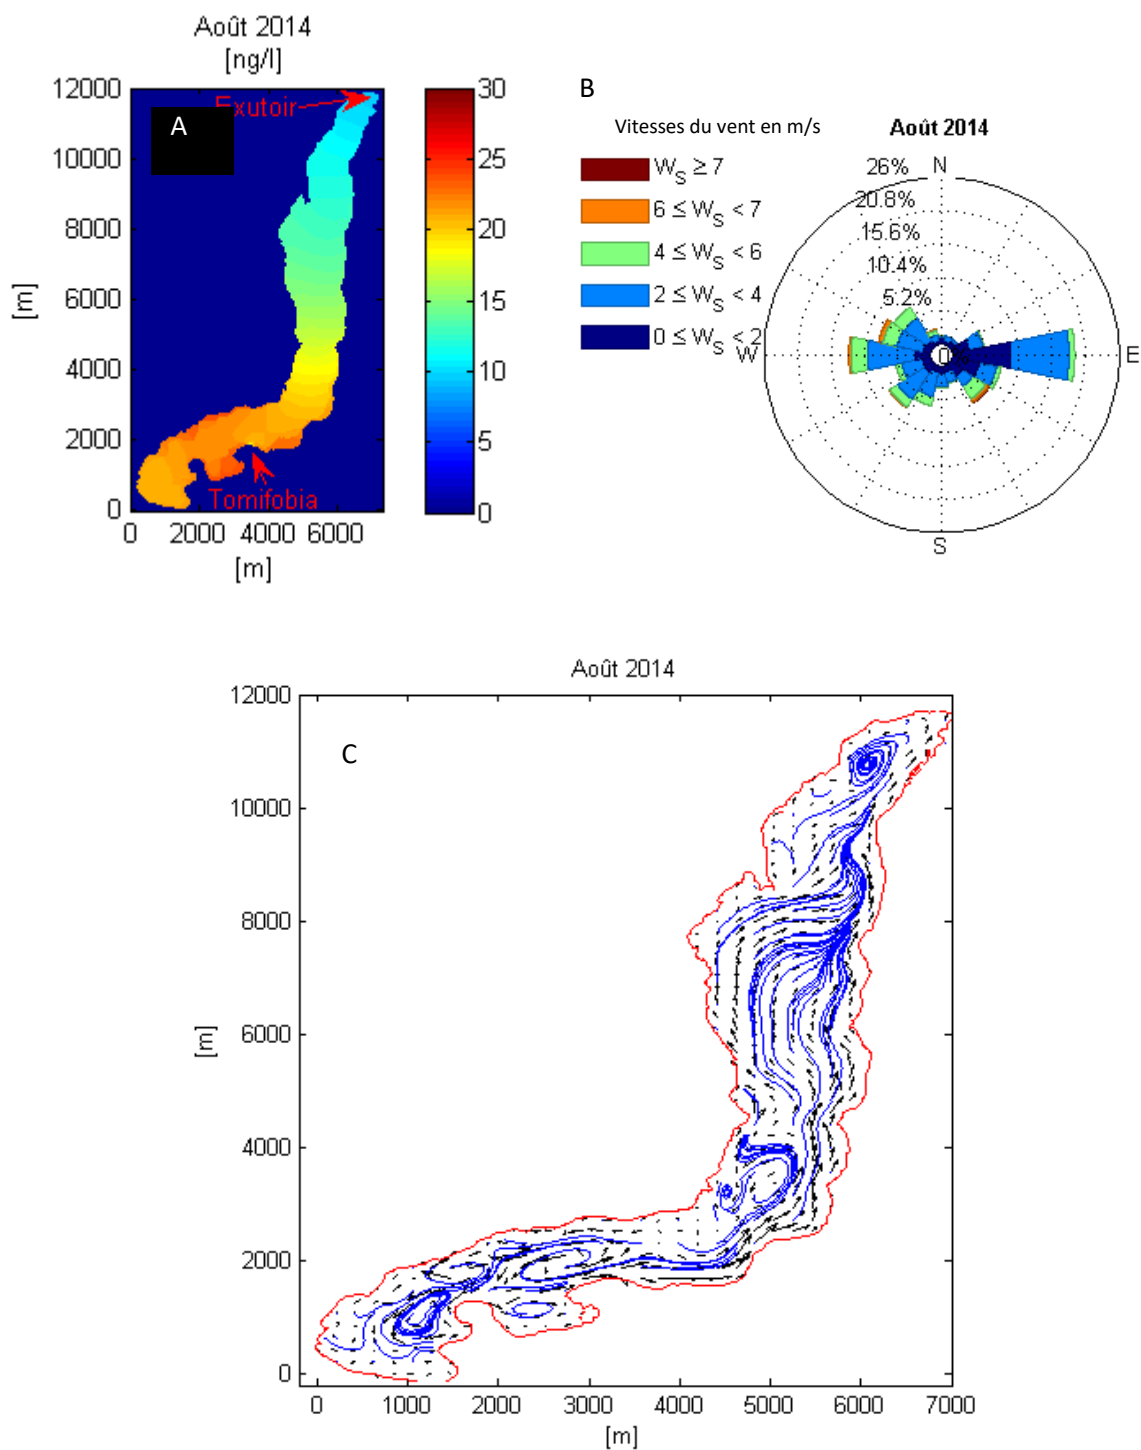 Août 2014
[ng/l]
12000
10000
8000
6000
4000
2000
0
[m]
A
Exutoir
Tomifobia
0 2000 4000 6000
[m]
30
25
20
15
10
5
0
B
Vitesses du vent en m/s
W_S ≥ 7
6 ≤ W_S < 7
4 ≤ W_S < 6
2 ≤ W_S < 4
0 ≤ W_S < 2
Août 2014
N
26%
20.8%
15.6%
10.4%
5.2%
0%
W
E
S
Août 2014
C
12000
10000
8000
6000
4000
2000
0
[m]
0 1000 2000 3000 4000 5000 6000 7000
[m]